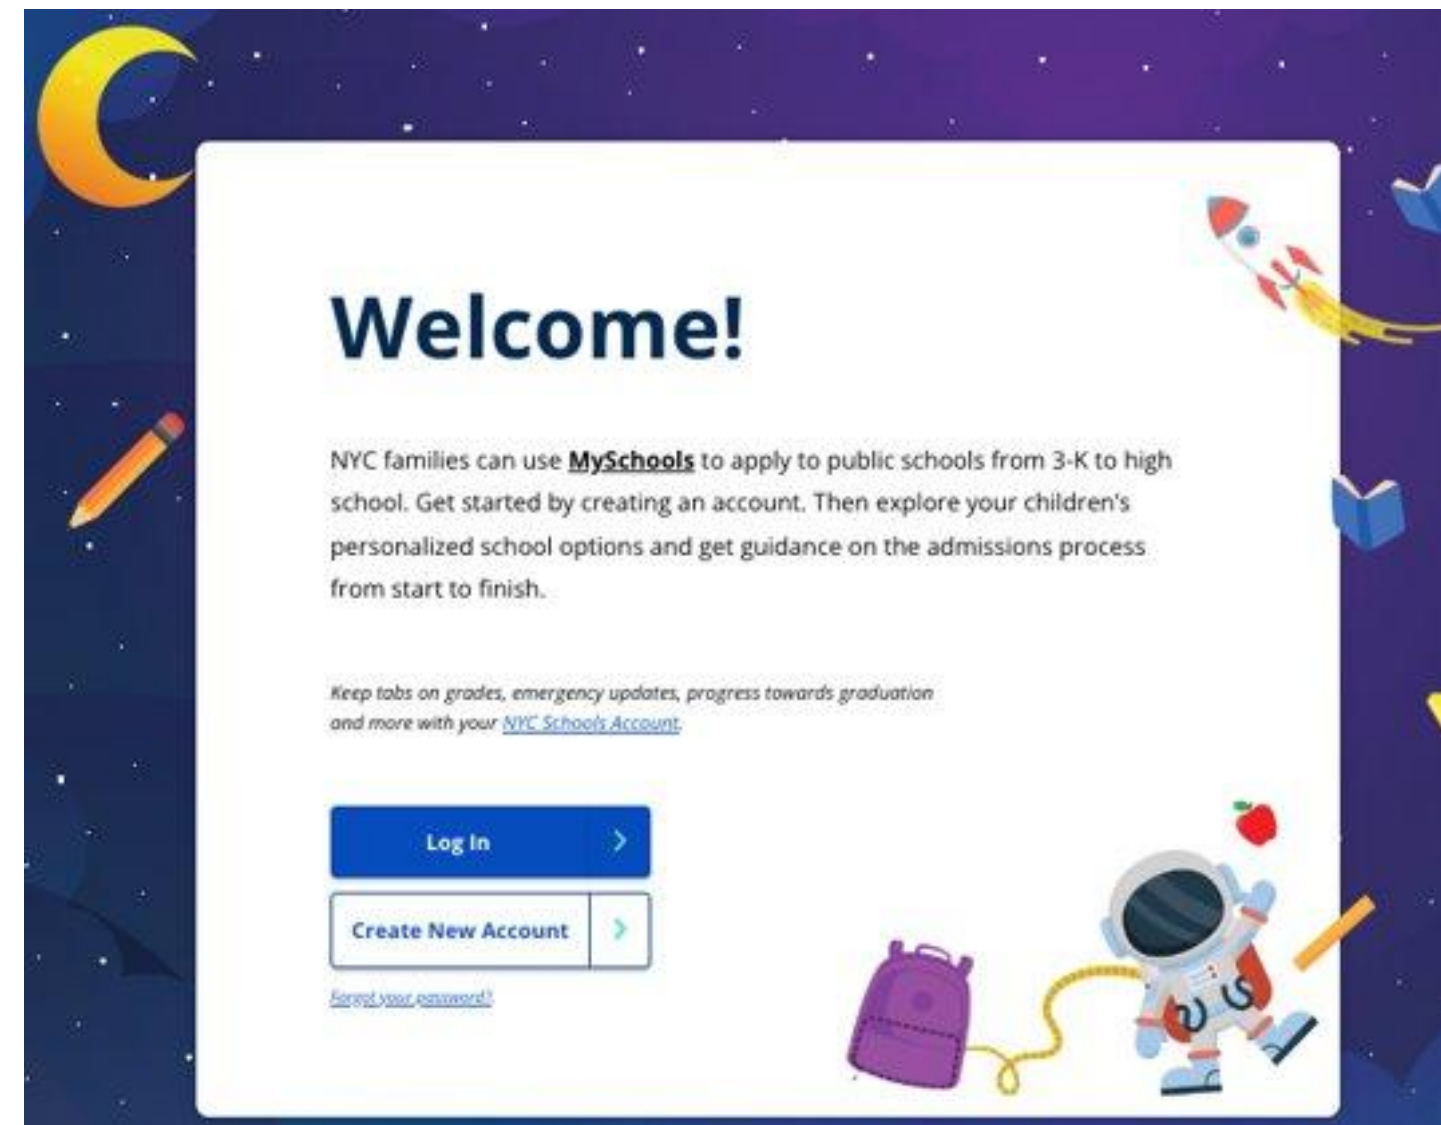 Welcome!
NYC families can use MySchools to apply to public schools from 3-K to high
school. Get started by creating an account. Then explore your children's
personalized school options and get guidance on the admissions process
from start to finish.
Keep tabs on grades, emergency updates, progress towards graduation
and more with your NYC Schools Account.
Log In
Create New Account
Forgot your password?